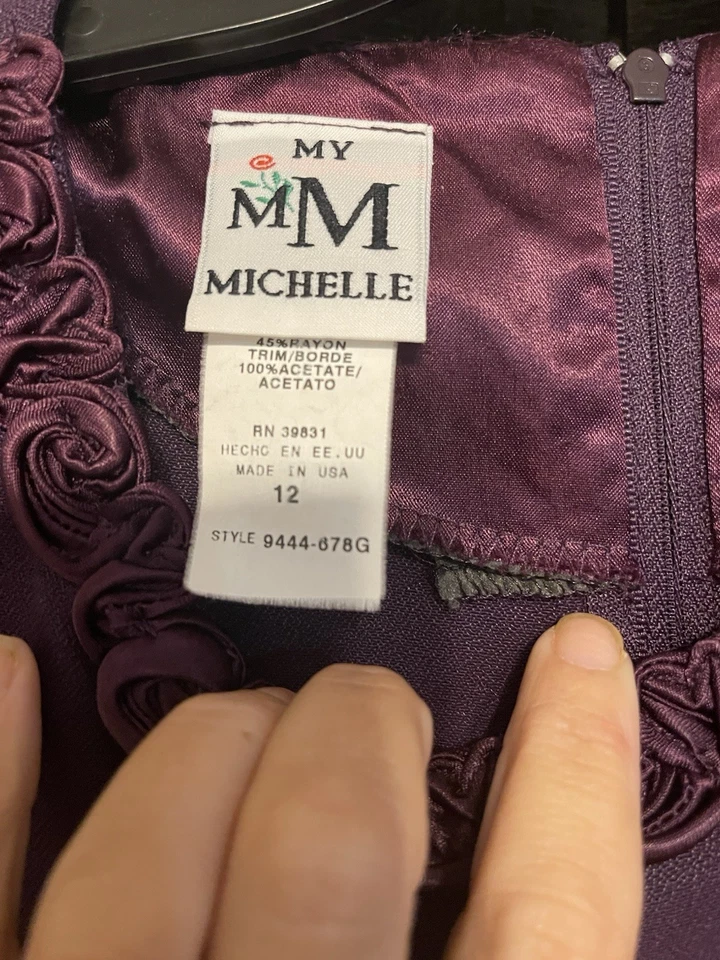 MY
MM
MICHELLE
45%RAYON
TRIM/BORDE
100%ACETATE/
ACETATO
RN 39831
HECHO EN EE.UU
MADE IN USA
12
STYLE 9444-678G